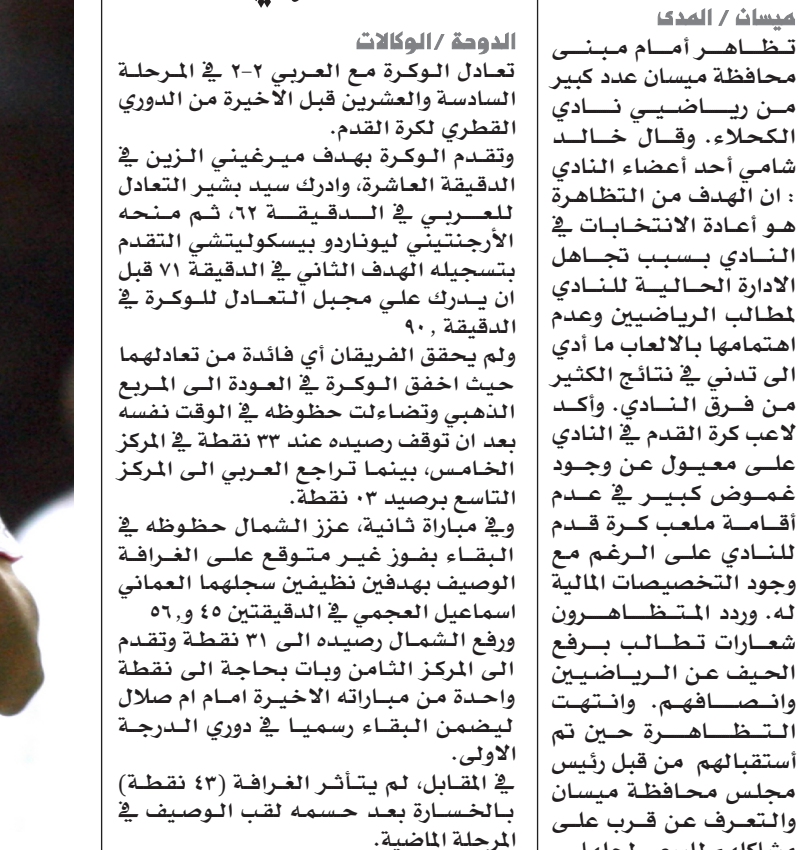 ميسان / المدى
تظاهر أمام مبنى
محافظة ميسان عدد كبير
من رياضيي نادي
الكحلاء. وقال خالد
شامي أحد أعضاء النادي
: ان الهدف من التظاهرة
هو أعادة الانتخابات في
النادي بسبب تجاهل
الادارة الحالية للنادي
لمطالب الرياضيين وعدم
اهتمامها بالالعاب ما أدي
الى تدني في نتائج الكثير
من فرق النادي. وأكد
لاعب كرة القدم في النادي
على معيول عن وجود
غموض كبير في عدم
أقامة ملعب كرة قدم
للنادي على الرغم مع
وجود التخصيصات المالية
له. وردد المتظاهرون
شعارات تطالب برفع
الحيف عن الرياضيين
وانصافهم. وانتهت
التظاهرة حين تم
أستقبالهم من قبل رئيس
مجلس محافظة ميسان
والتعرف عن قرب على
الدوحة /الوكالات
تعادل الوكرة مع العربي ٢-٢ في المرحلة
السادسة والعشرين قبل الاخيرة من الدوري
القطري لكرة القدم.
وتقدم الوكرة بهدف ميرغيني الزين في
الدقيقة العاشرة، وادرك سيد بشير التعادل
للعربي في الدقيقة ٦٢، ثم منحه
الأرجنتيني ليوناردو بيسكوليتشي التقدم
بتسجيله الهدف الثاني في الدقيقة ٧١ قبل
ان يدرك علي مجبل التعادل للوكرة في
الدقيقة ,٩٠
ولم يحقق الفريقان أي فائدة من تعادلهما
حيث اخفق الوكرة في العودة الى المربع
الذهبي وتضاءلت حظوظه في الوقت نفسه
بعد ان توقف رصيده عند ٣٣ نقطة في المركز
الخامس، بينما تراجع العربي الى المركز
التاسع برصيد ٠٣ نقطة.
وفي مباراة ثانية، عزز الشمال حظوظه في
البقاء بفوز غير متوقع على الغرافة
الوصيف بهدفين نظيفين سجلهما العماني
اسماعيل العجمي في الدقيقتين ٤٥ و,٥٦
ورفع الشمال رصيده الى ٣١ نقطة وتقدم
الى المركز الثامن وبات بحاجة الى نقطة
واحدة من مباراته الاخيرة امام ام صلال
ليضمن البقاء رسميا في دوري الدرجة
الاولى.
في المقابل، لم يتأثر الغرافة (٤٣ نقطة)
بالخسارة بعد حسمه لقب الوصيف في
المرحلة الماضية.